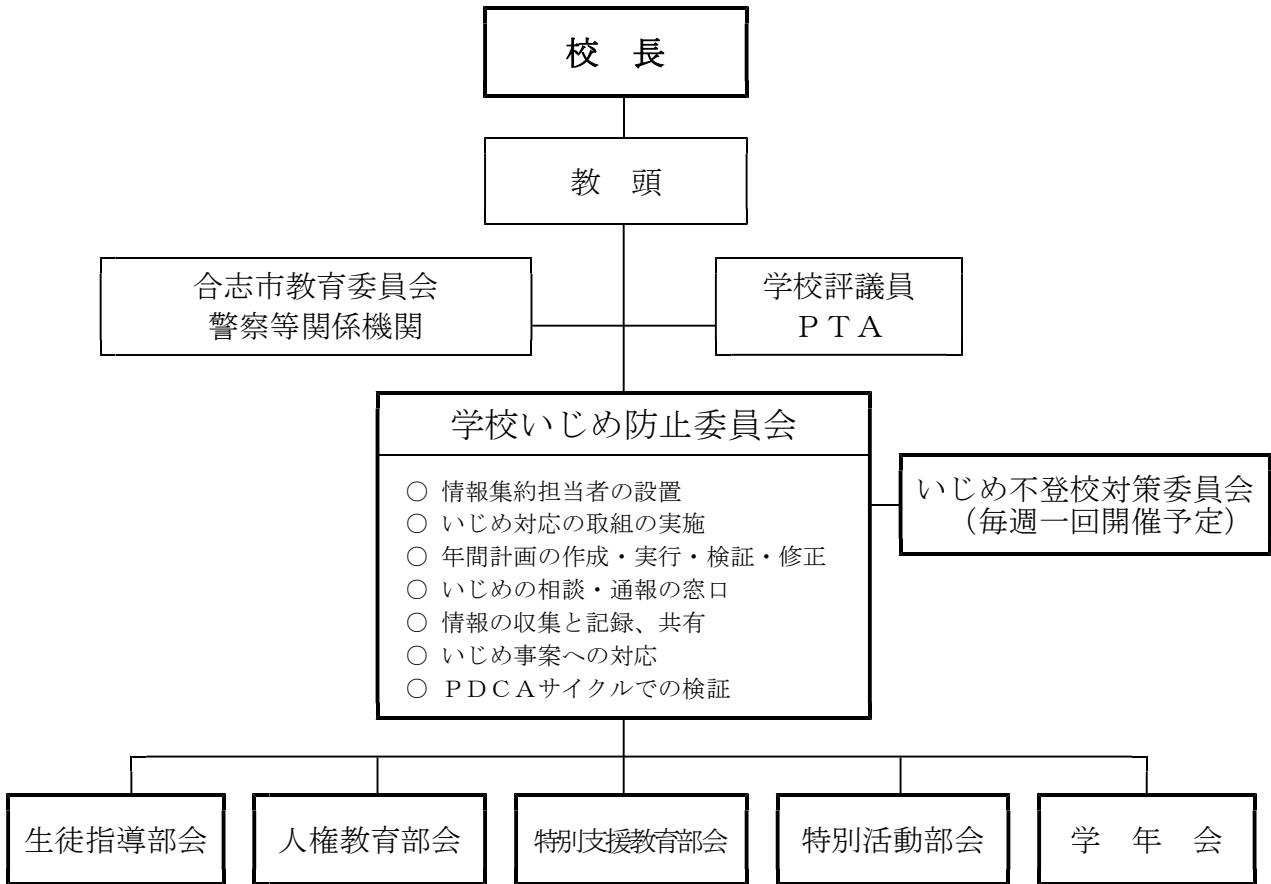 校　長
教　頭
合志市教育委員会
警察等関係機関
学校評議員
ＰＴＡ
学校いじめ防止委員会
○ 情報集約担当者の設置
○ いじめ対応の取組の実施
○ 年間計画の作成・実行・検証・修正
○ いじめの相談・通報の窓口
○ 情報の収集と記録、共有
○ いじめ事案への対応
○ ＰＤＣＡサイクルでの検証
いじめ不登校対策委員会
（毎週一回開催予定）
生徒指導部会
人権教育部会
特別支援教育部会
特別活動部会
学　年　会